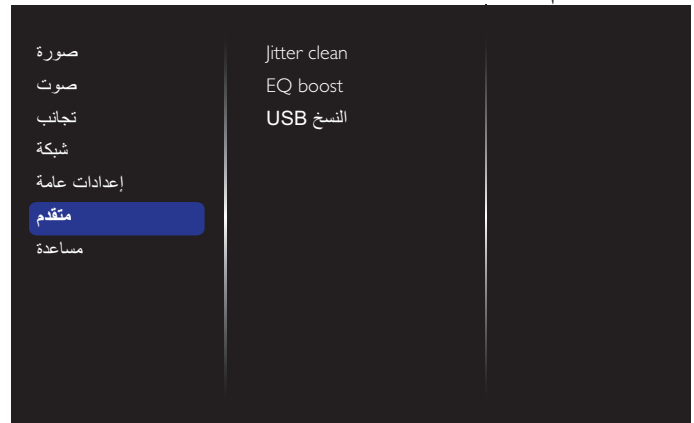 صورة
صوت
تجانب
شبكة
إعدادات عامة
متقدم
مساعدة
Jitter clean
EQ boost
النسخ USB